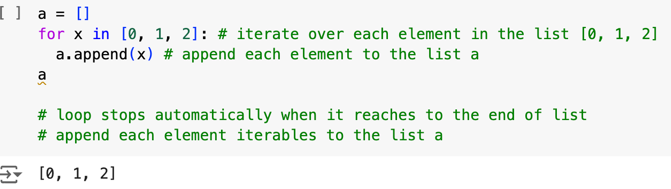 [ ] a = []
for x in [0, 1, 2]: # iterate over each element in the list [0, 1, 2]
  a.append(x) # append each element to the list a
a
# loop stops automatically when it reaches to the end of list
# append each element iterables to the list a
[0, 1, 2]